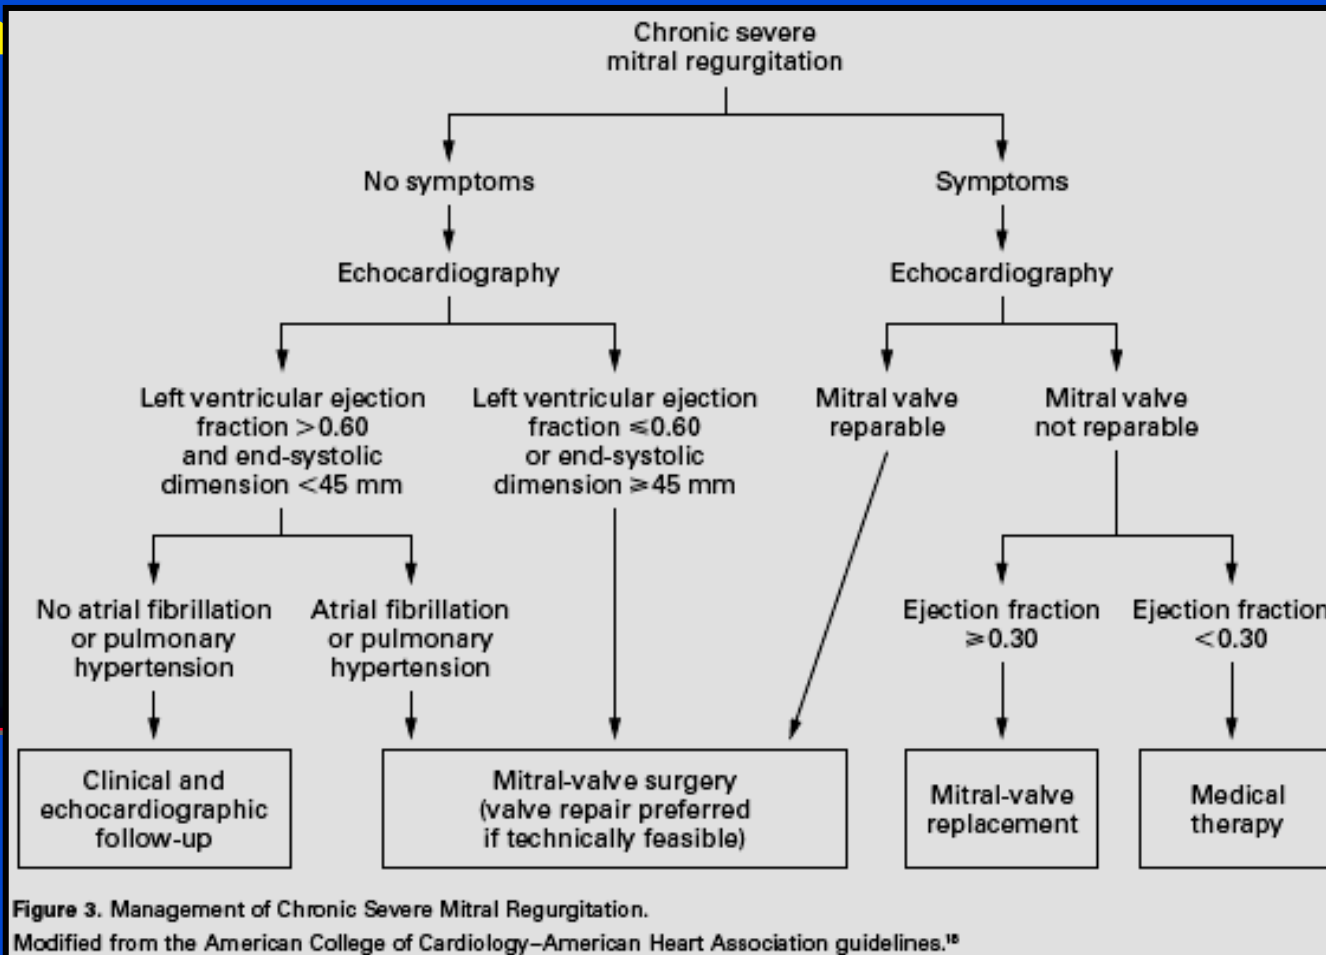 Chronic severe
mitral regurgitation
No symptoms
Symptoms
Echocardiography
Echocardiography
Left ventricular ejection
fraction >0.60
and end-systolic
dimension <45 mm
Left ventricular ejection
fraction ≤0.60
or end-systolic
dimension ≥45 mm
Mitral valve
reparable
Mitral valve
not reparable
No atrial fibrillation
or pulmonary
hypertension
Atrial fibrillation
or pulmonary
hypertension
Ejection fraction
≥0.30
Ejection fraction
<0.30
Clinical and
echocardiographic
follow-up
Mitral-valve surgery
(valve repair preferred
if technically feasible)
Mitral-valve
replacement
Medical
therapy
Figure 3. Management of Chronic Severe Mitral Regurgitation.
Modified from the American College of Cardiology–American Heart Association guidelines.